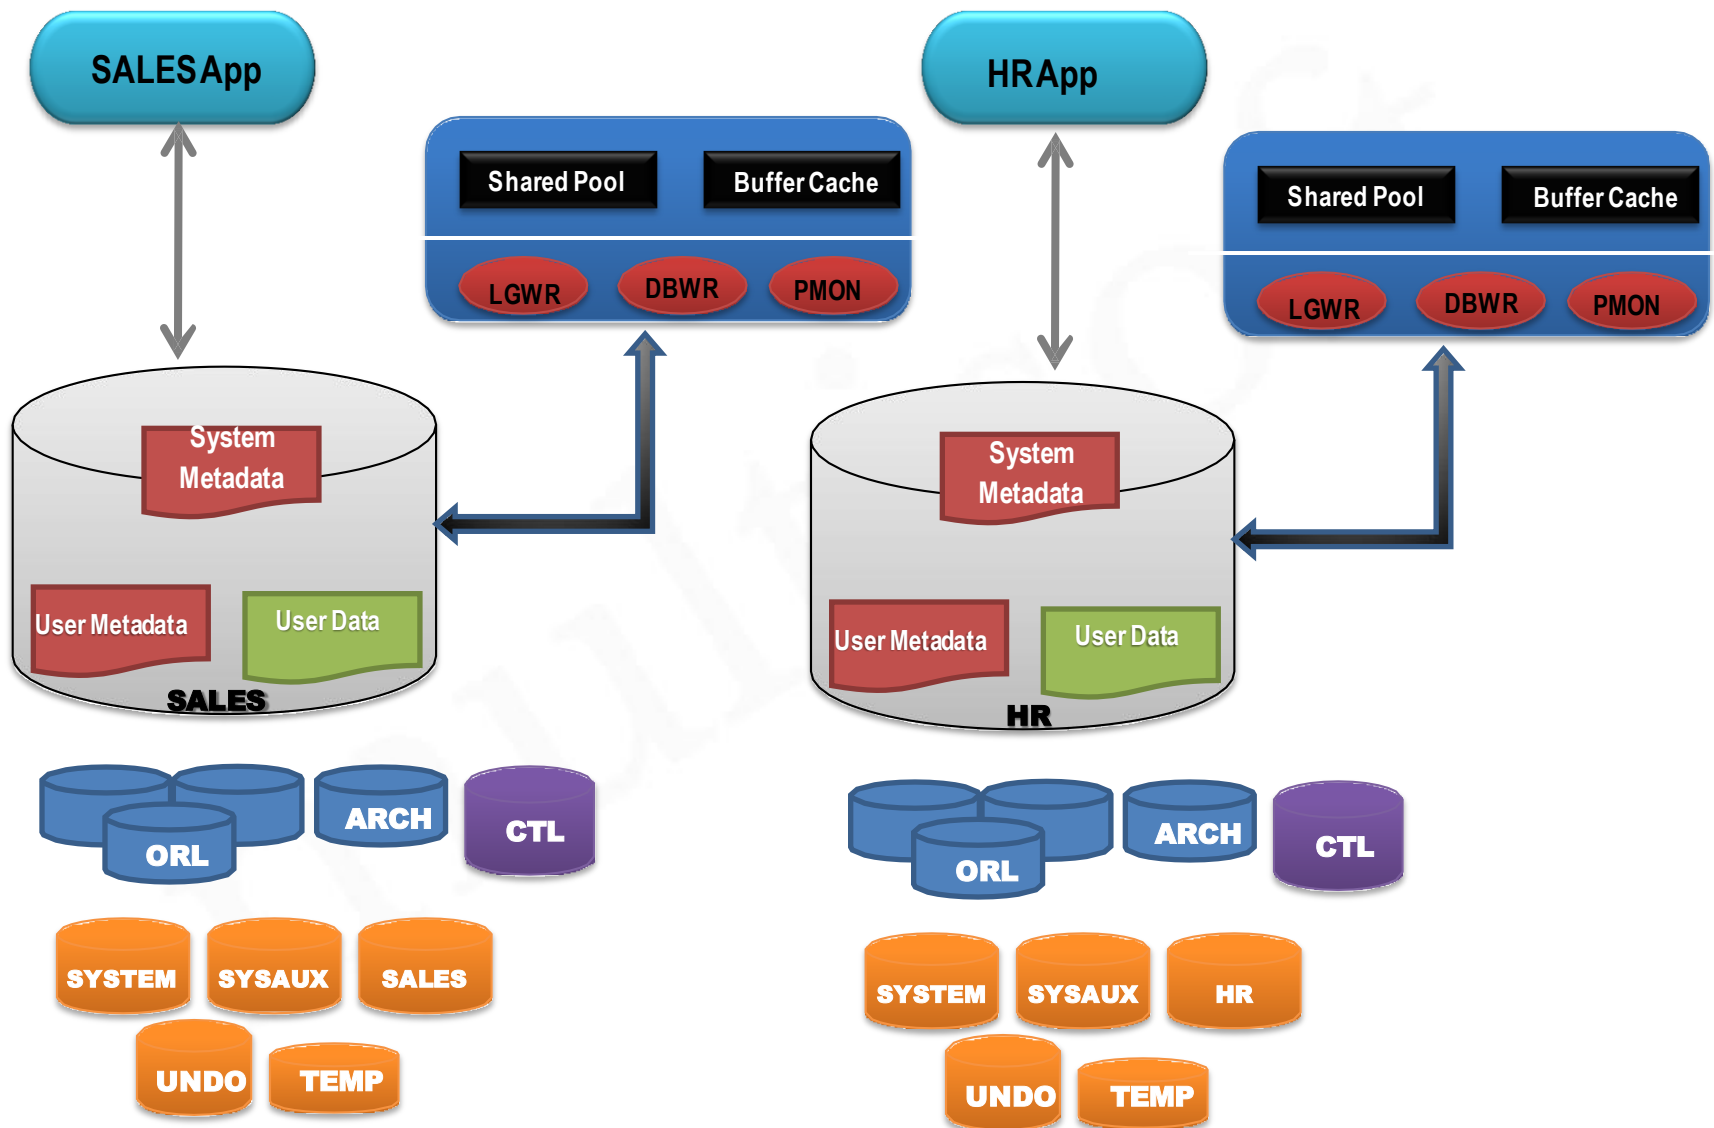 SALES App
HR App
Shared Pool
Buffer Cache
LGWR
DBWR
PMON
Shared Pool
Buffer Cache
LGWR
DBWR
PMON
System
Metadata
User Metadata
User Data
SALES
System
Metadata
User Metadata
User Data
HR
ORL
ARCH
CTL
ORL
ARCH
CTL
SYSTEM
SYSAUX
SALES
UNDO
TEMP
SYSTEM
SYSAUX
HR
UNDO
TEMP